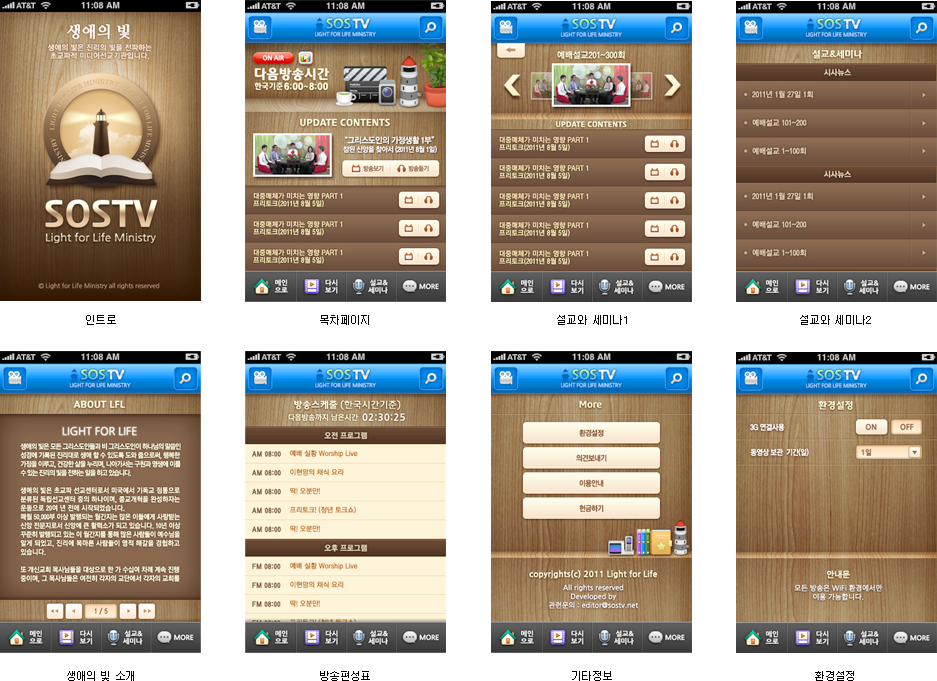 AT&T 11:08 AM
생애의 빛
생애의 빛은 진리의 빛을 전파하는
초교파적 미디어선교기관입니다.
LIGHT MINISTRY
SOSTV
Light for Life Ministry
© Light for Life Ministry all rights reserved
인트로
AT&T 11:08 AM
SOSTV
LIGHT FOR LIFE MINISTRY
ON AIR
다음방송시간
한국기준6:00~8:00
UPDATE CONTENTS
"그리스도인의 가정생활 1부"
참된 신앙을 찾아서 (2011년 8월 1일)
방송보기 방송듣기
대중매체가 미치는 영향 PART 1
프리토크(2011년 8월 5일)
대중매체가 미치는 영향 PART 1
프리토크(2011년 8월 5일)
대중매체가 미치는 영향 PART 1
프리토크(2011년 8월 5일)
메인으로 다시보기 설교&세미나 MORE
목차페이지
AT&T 11:08 AM
SOSTV
LIGHT FOR LIFE MINISTRY
예배설교201~300회
UPDATE CONTENTS
대중매체가 미치는 영향 PART 1
프리토크(2011년 8월 5일)
대중매체가 미치는 영향 PART 1
프리토크(2011년 8월 5일)
대중매체가 미치는 영향 PART 1
프리토크(2011년 8월 5일)
대중매체가 미치는 영향 PART 1
프리토크(2011년 8월 5일)
대중매체가 미치는 영향 PART 1
프리토크(2011년 8월 5일)
메인으로 다시보기 설교&세미나 MORE
설교와 세미나1
AT&T 11:08 AM
SOSTV
LIGHT FOR LIFE MINISTRY
설교&세미나
시사뉴스
2011년 1월 27일 1회
예배설교 101~200
예배설교 1~100회
시사뉴스
2011년 1월 27일 1회
예배설교 101~200
예배설교 1~100회
메인으로 다시보기 설교&세미나 MORE
설교와 세미나2
AT&T 11:08 AM
SOSTV
LIGHT FOR LIFE MINISTRY
ABOUT LFL
LIGHT FOR LIFE
생애의 빛은 모든 그리스도인들과 비 그리스도인이 하나님의 말씀인
성경에 기록된 진리대로 생애 할 수 있도록 도와 줌으로써, 행복한
가정을 이루고, 건강한 삶을 누리며, 나아가서는 구원과 영생에 이를
수 있는 진리의 빛을 전하는 일을 하고 있습니다.
생애의 빛은 초교파 선교센터로서 미국에서 기독교 정통으로
분류된 독립선교센터 중의 하나이며, 종교개혁을 완성하자는
운동으로 20여 년 전에 시작되었습니다.
매월 50,000부 이상 발행되는 월간지는 많은 이들에게 사랑받는
신앙 전문지로서 신앙에 큰 활력소가 되고 있습니다. 10년 이상
꾸준히 발행되고 있는 이 월간지를 통해 많은 사람들이 예수님을
알게 되었고, 진리에 목마른 사람들이 영적 해갈을 경험하고
있습니다.
또 개신교회 목사님들을 대상으로 한 가 수십여 차례 계속 진행
중이며, 그 목사님들은 여전히 각자의 교단에서 각자의 교회를
1 / 5
메인으로 다시보기 설교&세미나 MORE
생애의 빛 소개
AT&T 11:08 AM
SOSTV
LIGHT FOR LIFE MINISTRY
방송스케줄 (한국시간기준)
다음방송까지 남은시간 02:30:25
오전 프로그램
AM 08:00 예배 실황 Worship Live
AM 08:00 이현망의 채식 요리
AM 08:00 딱! 오분만!
AM 08:00 프리토크! (청년 토크쇼)
AM 08:00 딱! 오분만!
오후 프로그램
FM 08:00 예배 실황 Worship Live
FM 08:00 이현망의 채식 요리
FM 08:00 딱! 오분만!
메인으로 다시보기 설교&세미나 MORE
방송편성표
AT&T 11:08 AM
SOSTV
LIGHT FOR LIFE MINISTRY
More
환경설정
의견보내기
이용안내
헌금하기
copyrights(c) 2011 Light for Life
All rights reserved
Developed by
관련문의 : editor@sostv.net
메인으로 다시보기 설교&세미나 MORE
기타정보
AT&T 11:08 AM
SOSTV
LIGHT FOR LIFE MINISTRY
환경설정
3G 연결사용 ON OFF
동영상 보관 기간(일) 1일
안내문
모든 방송은 WiFi 환경에서만
이용 가능합니다.
메인으로 다시보기 설교&세미나 MORE
환경설정